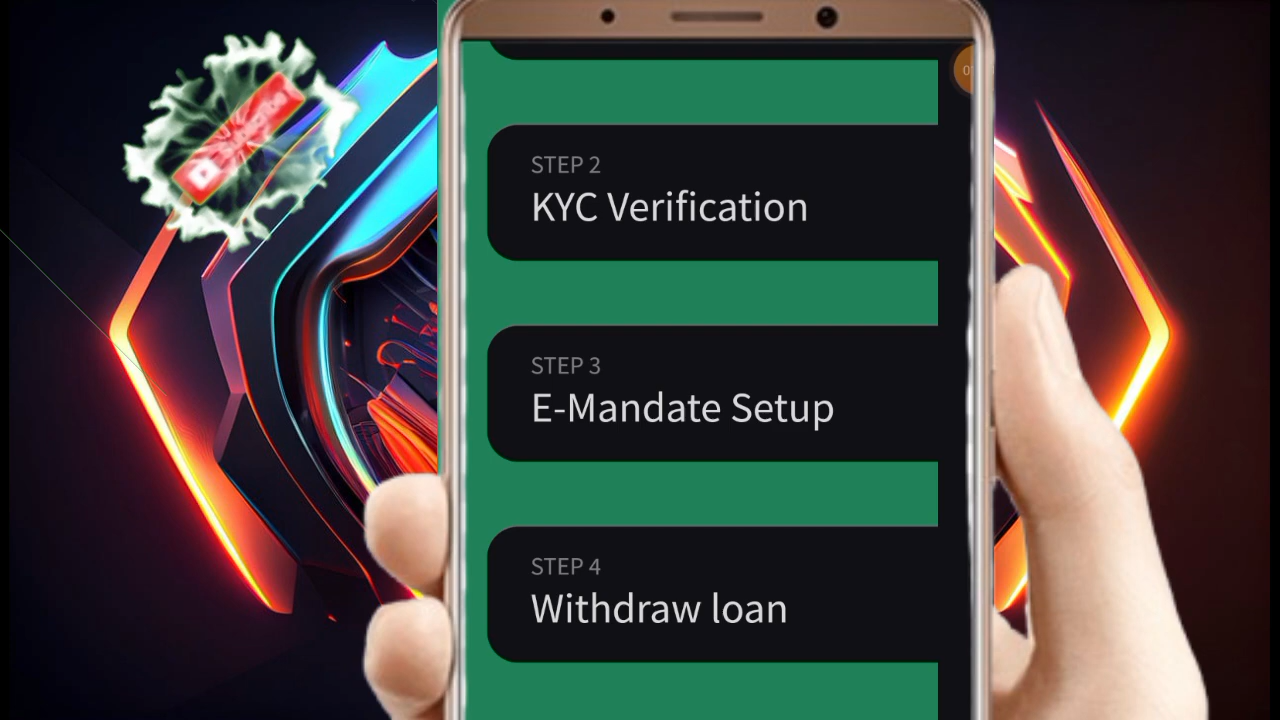 STEP 2
KYC Verification
STEP 3
E-Mandate Setup
STEP 4
Withdraw loan